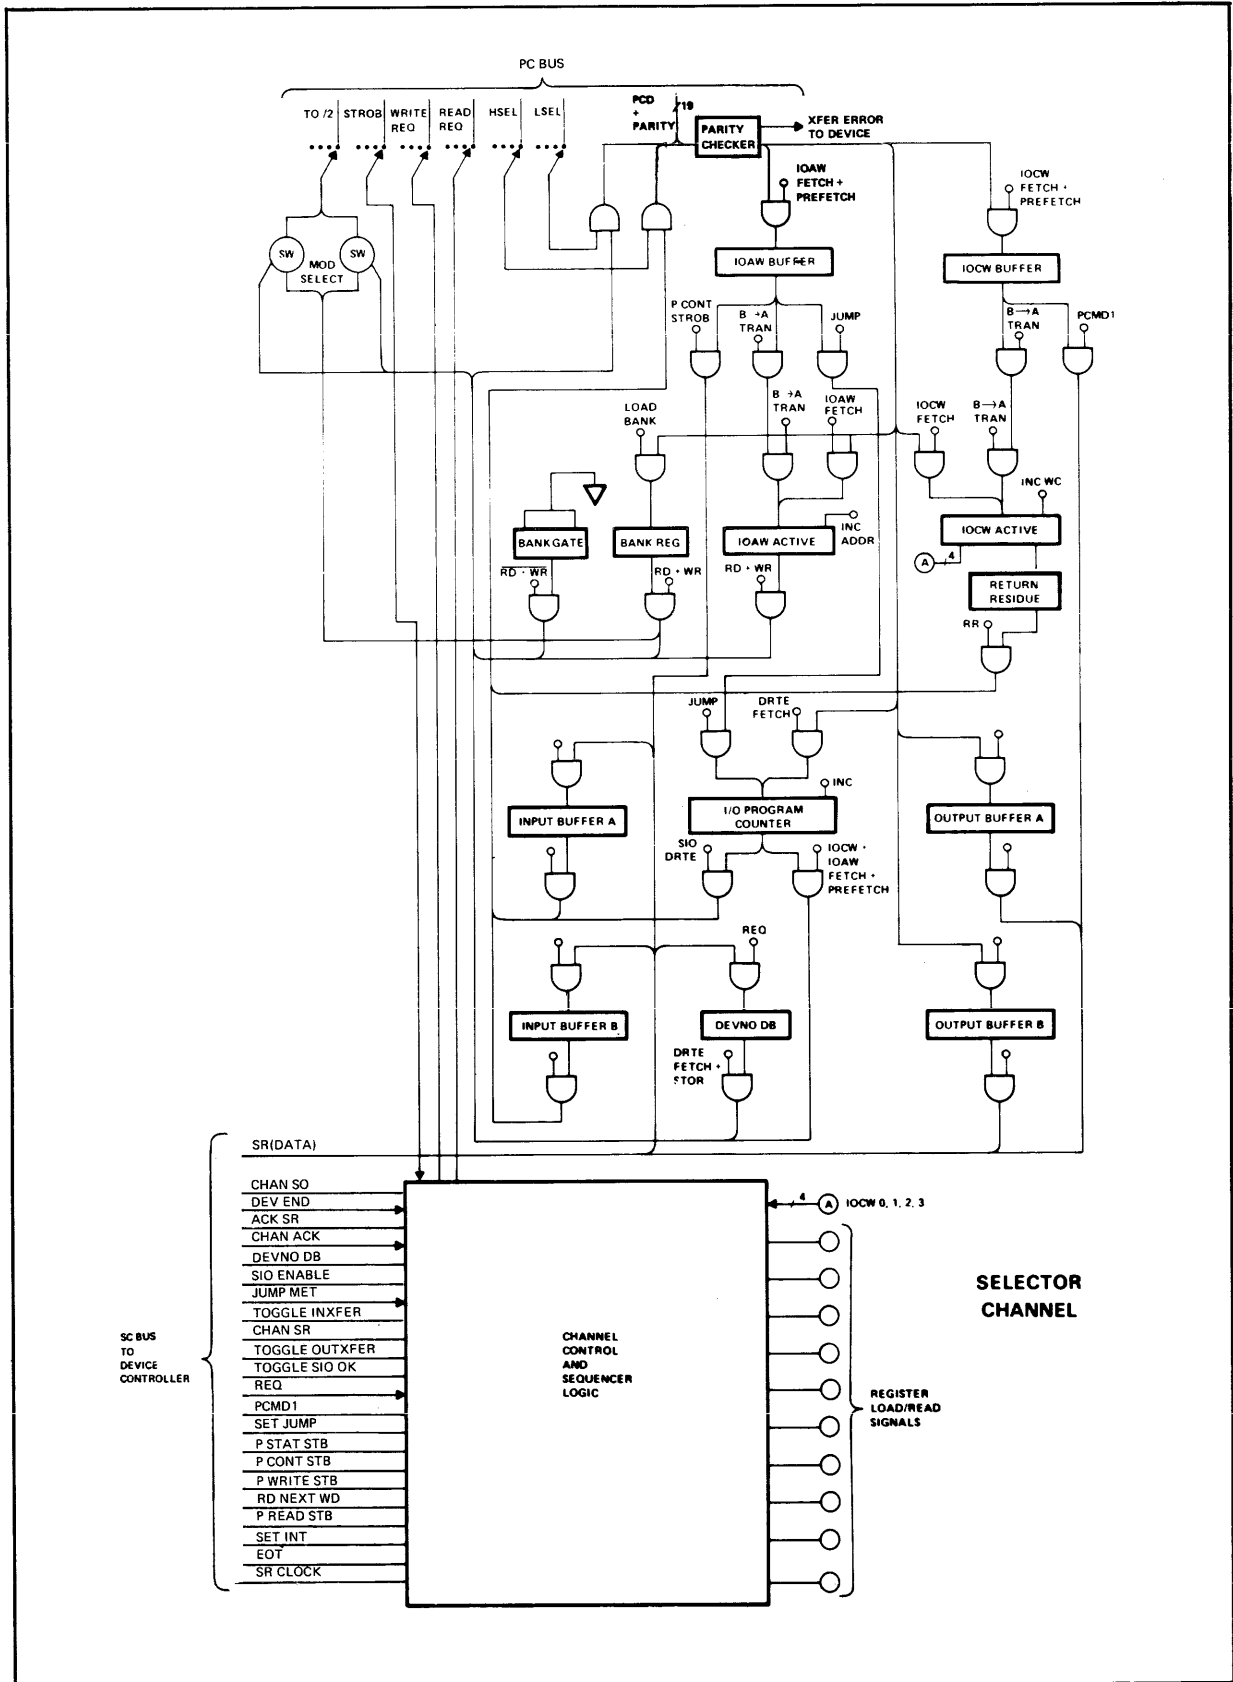 PC BUS
TO /2
STROB
WRITE
REQ
READ
REQ
HSEL
LSEL
PCD
+
PARITY
19
PARITY
CHECKER
XFER ERROR
TO DEVICE
IOAW
FETCH +
PREFETCH
IOCW
FETCH +
PREFETCH
SW
SW
MOD
SELECT
IOAW BUFFER
IOCW BUFFER
P CONT
STROB
B → A
TRAN
JUMP
B → A
TRAN
PCMD1
LOAD
BANK
B → A
TRAN
IOAW
FETCH
IOCW
FETCH
B → A
TRAN
INC WC
BANKGATE
BANK REG
IOAW ACTIVE
INC
ADDR
IOCW ACTIVE
A
4
RD + WR
RD + WR
RD + WR
RETURN
RESIDUE
RR
JUMP
DRTE
FETCH
INC
INPUT BUFFER A
I/O PROGRAM
COUNTER
OUTPUT BUFFER A
SIO
DRTE
IOCW +
IOAW
FETCH +
PREFETCH
REQ
INPUT BUFFER B
DEVNO DB
OUTPUT BUFFER B
DRTE
FETCH +
STOR
SR(DATA)
CHAN SO
DEV END
ACK SR
CHAN ACK
DEVNO DB
SIO ENABLE
JUMP MET
TOGGLE INXFER
CHAN SR
TOGGLE OUTXFER
TOGGLE SIO OK
REQ
PCMD1
SET JUMP
P STAT STB
P CONT STB
P WRITE STB
RD NEXT WD
P READ STB
SET INT
EOT
SR CLOCK
SC BUS
TO
DEVICE
CONTROLLER
CHANNEL
CONTROL
AND
SEQUENCER
LOGIC
4
A
IOCW 0, 1, 2, 3
SELECTOR
CHANNEL
REGISTER
LOAD/READ
SIGNALS